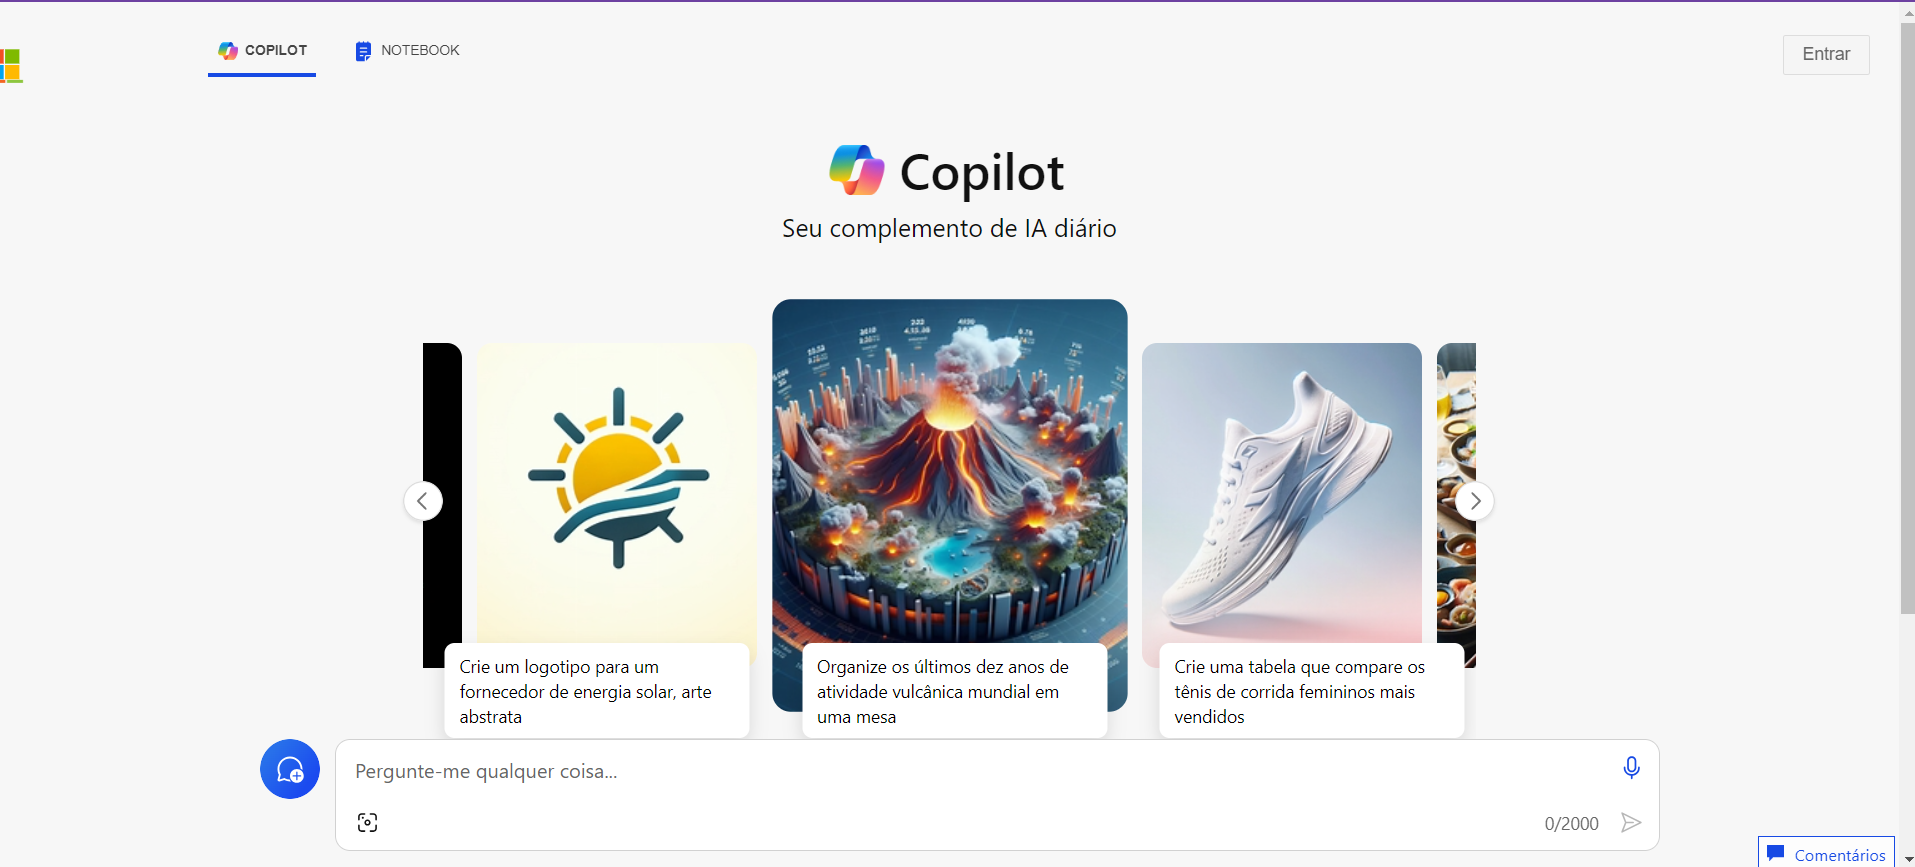 COPILOT
NOTEBOOK
Entrar
Copilot
Seu complemento de IA diário
Crie um logotipo para um
fornecedor de energia solar, arte
abstrata
Organize os últimos dez anos de
atividade vulcânica mundial em
uma mesa
Crie uma tabela que compare os
tênis de corrida femininos mais
vendidos
Pergunte-me qualquer coisa...
0/2000
Comentários